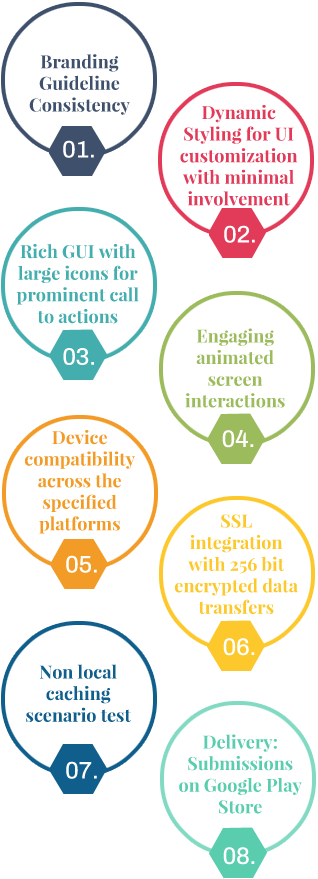 Branding
Guideline
Consistency
01.
Dynamic
Styling for UI
customization
with minimal
involvement
02.
Rich GUI with
large icons for
prominent call
to actions
03.
Engaging
animated
screen
interactions
04.
Device
compatibility
across the
specified
platforms
05.
SSL
integration
with 256 bit
encrypted data
transfers
06.
Non local
caching
scenario test
07.
Delivery:
Submissions
on Google Play
Store
08.